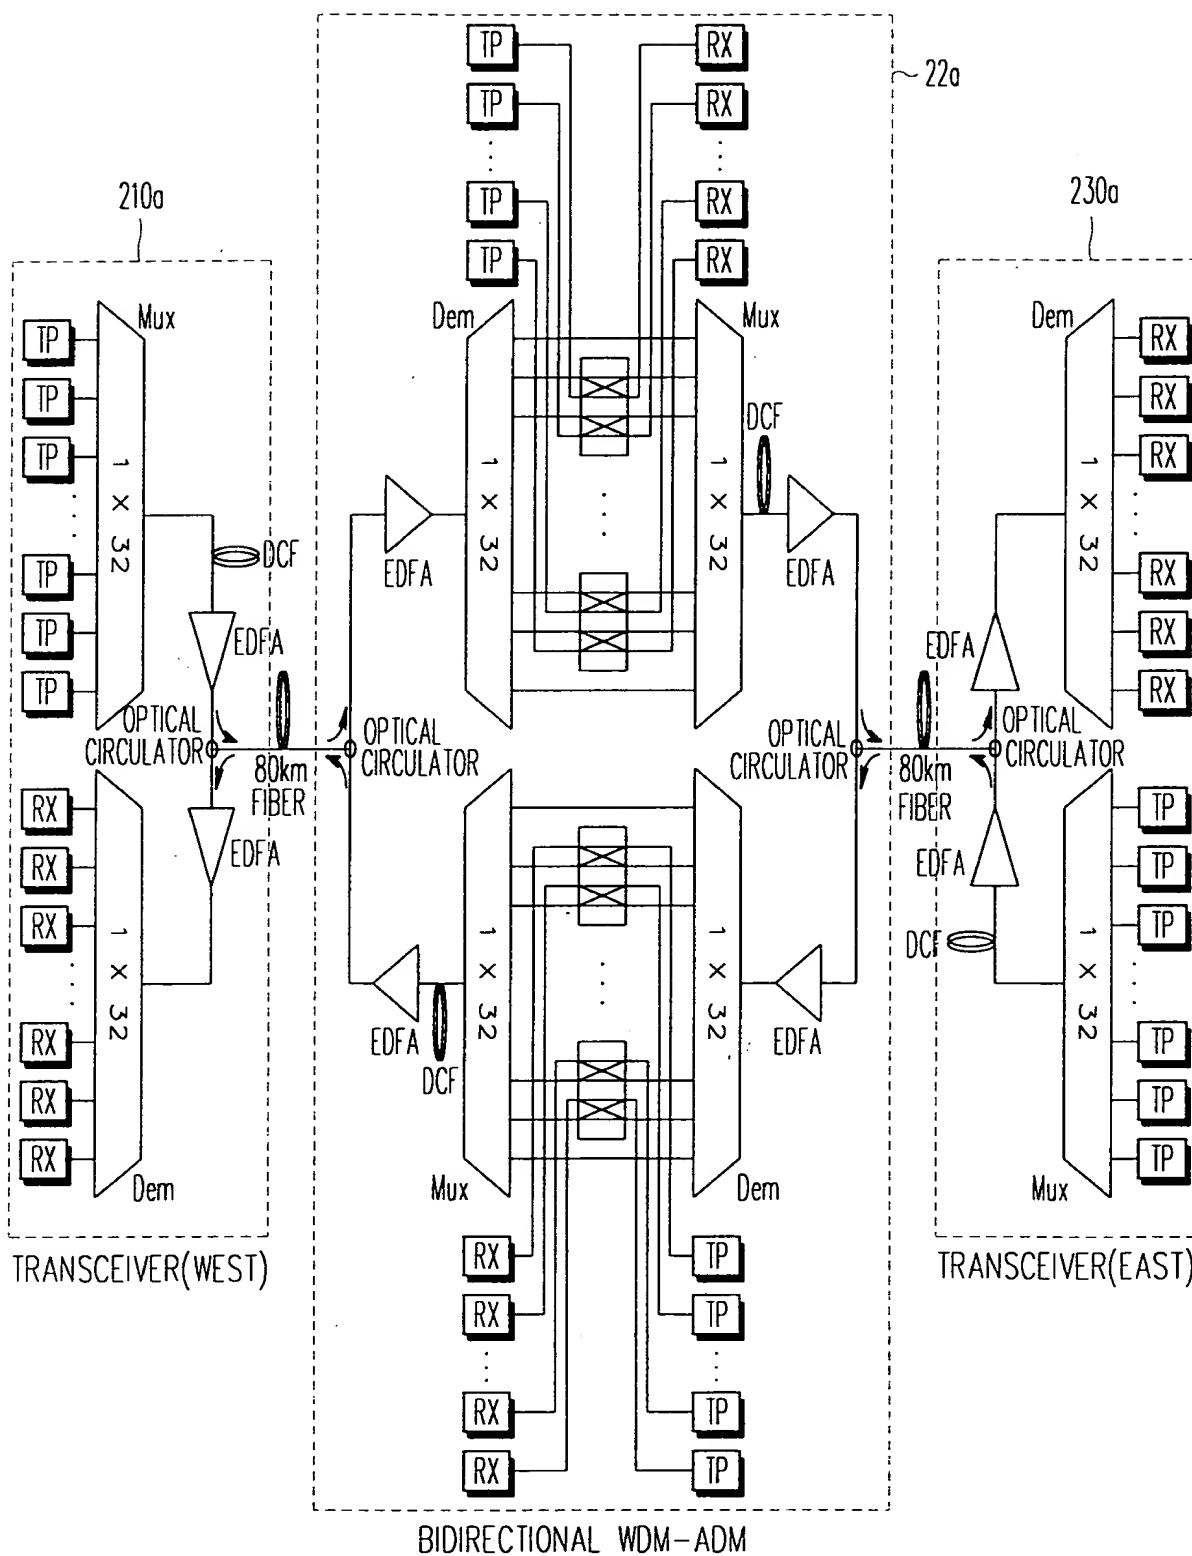 TP
RX
22a
TP
RX
TP
RX
210a
230a
TP
RX
Dem
Mux
Mux
Dem
TP
TP
TP
TP
TP
TP
1 X 32
1 X 32
1 X 32
1 X 32
RX
RX
RX
RX
RX
RX
DCF
DCF
EDFA
EDFA
EDFA
EDFA
OPTICAL
CIRCULATOR
80km
FIBER
OPTICAL
CIRCULATOR
OPTICAL
CIRCULATOR
80km
FIBER
OPTICAL
CIRCULATOR
RX
RX
RX
RX
RX
RX
EDFA
EDFA
1 X 32
1 X 32
1 X 32
1 X 32
TP
TP
TP
TP
TP
TP
DCF
EDFA
DCF
EDFA
Dem
Mux
Dem
Mux
TRANSCEIVER(WEST)
TRANSCEIVER(EAST)
RX
TP
RX
TP
RX
TP
RX
TP
BIDIRECTIONAL WDM-ADM